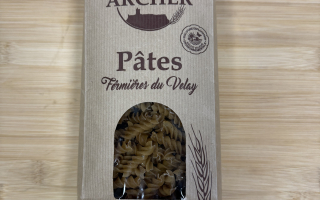 ARCHER
Pâtes
Fermières du Velay